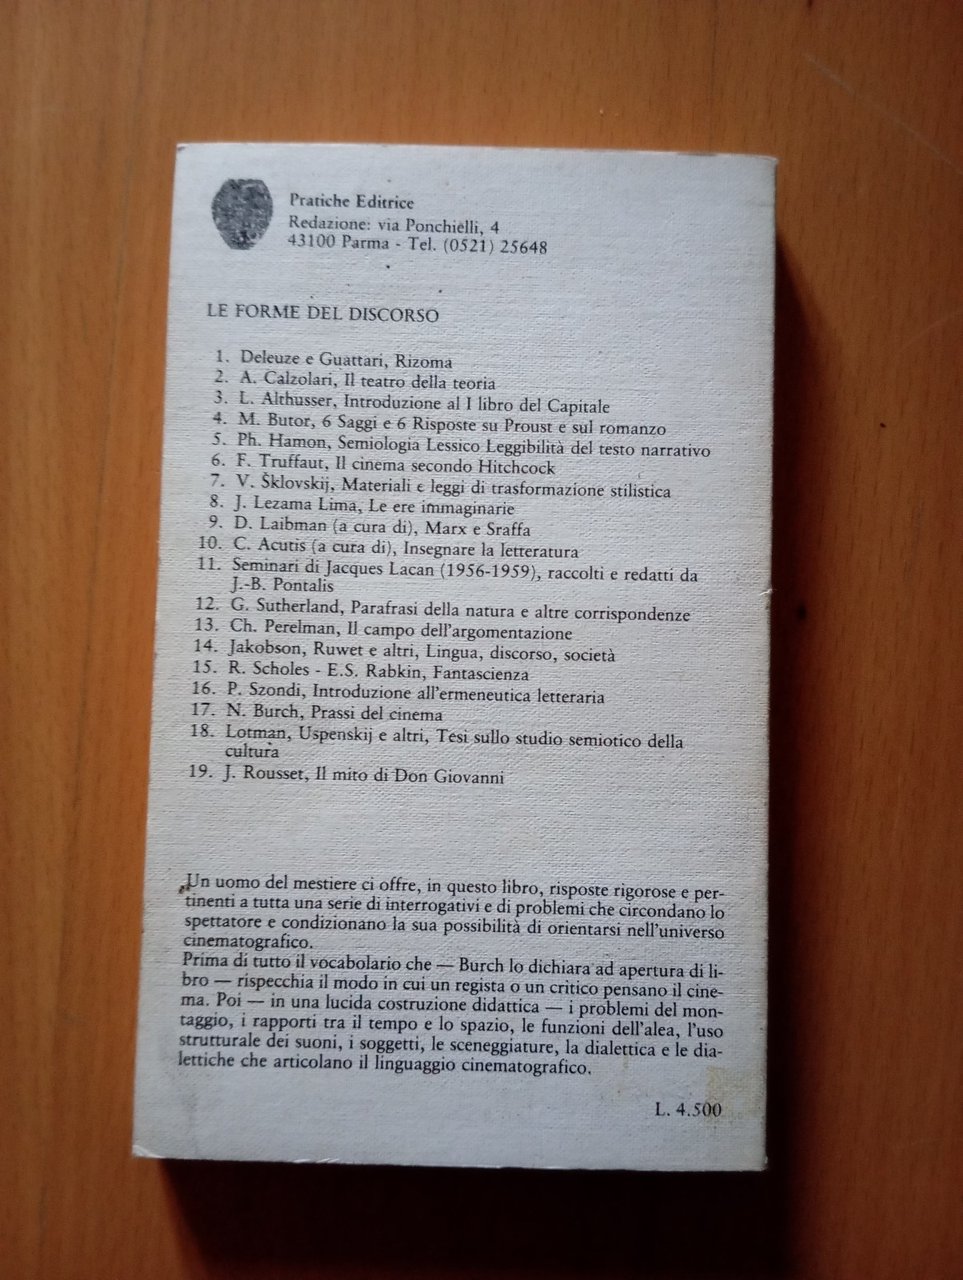 Pratiche Editrice
Redazione: via Ponchielli, 4
43100 Parma - Tel. (0521) 25648
LE FORME DEL DISCORSO
1. Deleuze e Guattari, Rizoma
2. A. Calzolari, Il teatro della teoria
3. L. Althusser, Introduzione al I libro del Capitale
4. M. Butor, 6 Saggi e 6 Risposte su Proust e sul romanzo
5. Ph. Hamon, Semiologia Lessico Leggibilità del testo narrativo
6. F. Truffaut, Il cinema secondo Hitchcock
7. V. Šklovskij, Materiali e leggi di trasformazione stilistica
8. J. Lezama Lima, Le ere immaginarie
9. D. Laibman (a cura di), Marx e Sraffa
10. C. Acutis (a cura di), Insegnare la letteratura
11. Seminari di Jacques Lacan (1956-1959), raccolti e redatti da
J.-B. Pontalis
12. G. Sutherland, Parafrasi della natura e altre corrispondenze
13. Ch. Perelman, Il campo dell'argomentazione
14. Jakobson, Ruwet e altri, Lingua, discorso, società
15. R. Scholes - E.S. Rabkin, Fantascienza
16. P. Szondi, Introduzione all'ermeneutica letteraria
17. N. Burch, Prassi del cinema
18. Lotman, Uspenskij e altri, Tesi sullo studio semiotico della
cultura
19. J. Rousset, Il mito di Don Giovanni
Un uomo del mestiere ci offre, in questo libro, risposte rigorose e per-
tinenti a tutta una serie di interrogativi e di problemi che circondano lo
spettatore e condizionano la sua possibilità di orientarsi nell'universo
cinematografico.
Prima di tutto il vocabolario che — Burch lo dichiara ad apertura di li-
bro — rispecchia il modo in cui un regista o un critico pensano il cine-
ma. Poi — in una lucida costruzione didattica — i problemi del mon-
taggio, i rapporti tra il tempo e lo spazio, le funzioni dell'alea, l'uso
strutturale dei suoni, i soggetti, le sceneggiature, la dialettica e le dia-
lettiche che articolano il linguaggio cinematografico.
L. 4.500